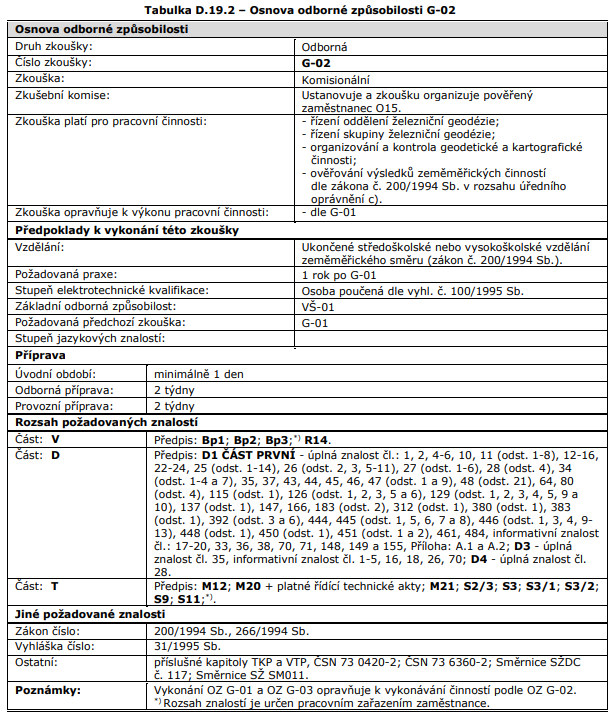 Tabulka D.19.2 – Osnova odborné způsobilosti G-02
Osnova odborné způsobilosti
Druh zkoušky: Odborná
Číslo zkoušky: G-02
Zkouška: Komisionální
Zkušební komise: Ustanovuje a zkoušku organizuje pověřený
zaměstnanec O15.
Zkouška platí pro pracovní činnosti: - řízení oddělení železniční geodézie;
- řízení skupiny železniční geodézie;
- organizování a kontrola geodetické a kartografické
činnosti;
- ověřování výsledků zeměměřických činností
dle zákona č. 200/1994 Sb. v rozsahu úředního
oprávnění c).
Zkouška opravňuje k výkonu pracovní činnosti: - dle G-01
Předpoklady k vykonání této zkoušky
Vzdělání: Ukončené středoškolské nebo vysokoškolské vzdělání
zeměměřického směru (zákon č. 200/1994 Sb.).
Požadovaná praxe: 1 rok po G-01
Stupeň elektrotechnické kvalifikace: Osoba poučená dle vyhl. č. 100/1995 Sb.
Základní odborná způsobilost: VŠ-01
Požadovaná předchozí zkouška: G-01
Stupeň jazykových znalostí:
Příprava
Úvodní období: minimálně 1 den
Odborná příprava: 2 týdny
Provozní příprava: 2 týdny
Rozsah požadovaných znalostí
Část: V Předpis: Bp1; Bp2; Bp3;*) R14.
Část: D Předpis: D1 ČÁST PRVNÍ - úplná znalost čl.: 1, 2, 4-6, 10, 11 (odst. 1-8), 12-16,
22-24, 25 (odst. 1-14), 26 (odst. 2, 3, 5-11), 27 (odst. 1-6), 28 (odst. 4), 34
(odst. 1-4 a 7), 35, 37, 43, 44, 45, 46, 47 (odst. 1 a 9), 48 (odst. 21), 64, 80
(odst. 4), 115 (odst. 1), 126 (odst. 1, 2, 3, 5 a 6), 129 (odst. 1, 2, 3, 4, 5, 9 a
10), 137 (odst. 1), 147, 166, 183 (odst. 2), 312 (odst. 1), 380 (odst. 1), 383
(odst. 1), 392 (odst. 3 a 6), 444, 445 (odst. 1, 5, 6, 7 a 8), 446 (odst. 1, 3, 4, 9-
13), 448 (odst. 1), 450 (odst. 1), 451 (odst. 1 a 2), 461, 484, informativní znalost
čl.: 17-20, 33, 36, 38, 70, 71, 148, 149 a 155, Příloha: A.1 a A.2; D3 - úplná
znalost čl. 35, informativní znalost čl. 1-5, 16, 18, 26, 70; D4 – úplná znalost čl.
28.
Část: T Předpis: M12; M20 + platné řídící technické akty; M21; S2/3; S3; S3/1; S3/2;
S9; S11;*).
Jiné požadované znalosti
Zákon číslo: 200/1994 Sb., 266/1994 Sb.
Vyhláška číslo: 31/1995 Sb.
Ostatní: příslušné kapitoly TKP a VTP, ČSN 73 0420-2; ČSN 73 6360-2; Směrnice SŽDC
č. 117; Směrnice SŽ SM011.
Poznámky: Vykonání OZ G-01 a OZ G-03 opravňuje k vykonávání činností podle OZ G-02.
*) Rozsah znalostí je určen pracovním zařazením zaměstnance.